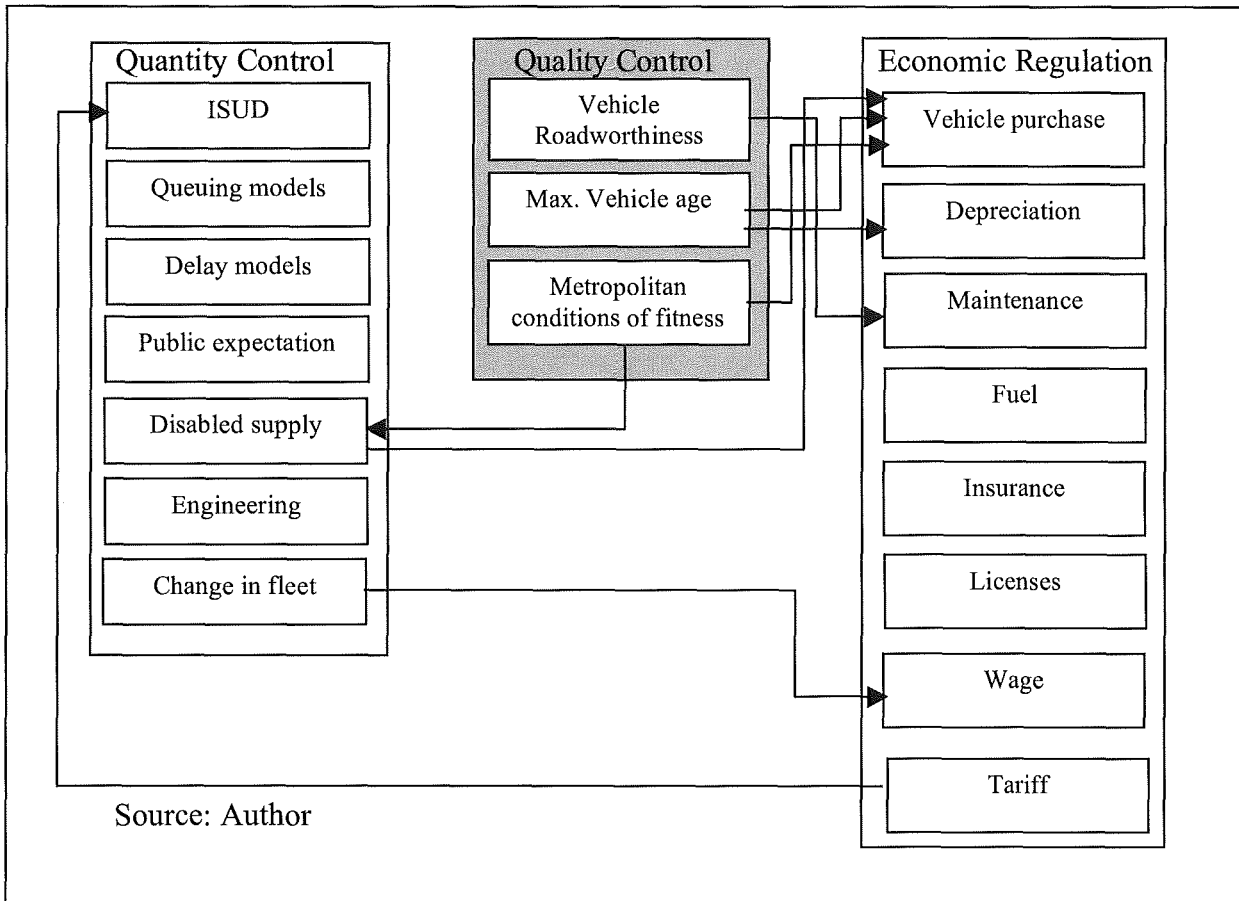 Quantity Control
ISUD
Queuing models
Delay models
Public expectation
Disabled supply
Engineering
Change in fleet
Quality Control
Vehicle
Roadworthiness
Max. Vehicle age
Metropolitan
conditions of fitness
Economic Regulation
Vehicle purchase
Depreciation
Maintenance
Fuel
Insurance
Licenses
Wage
Tariff
Source: Author